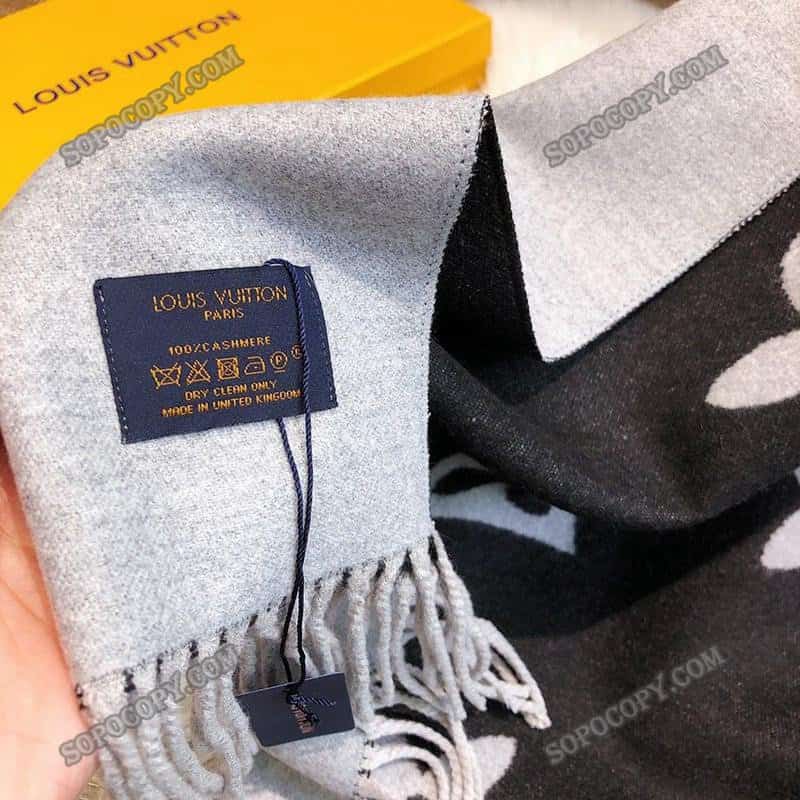 LOUIS VUITTON
SOPOCOPY.COM
SOPOCOPY.COM
LOUIS VUITTON
PARIS
100% CASHMERE
P
DRY CLEAN ONLY
MADE IN UNITED KINGDOM
SOPOCOPY.COM
SOPOCOPY.COM